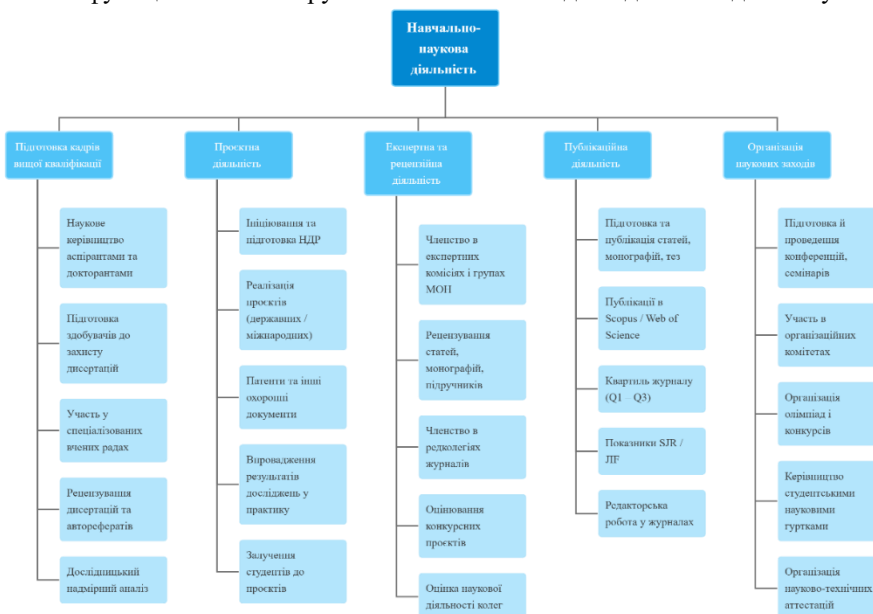 Навчально-
наукова
діяльність
Підготовка кадрів
вищої кваліфікації
Наукове
керівництво
аспірантами та
докторантами
Підготовка
здобувачів до
захисту
дисертацій
Участь у
спеціалізованих
вчених радах
Рецензування
дисертацій та
авторефератів
Дослідницький
надмірний аналіз
Проєктна
діяльність
Ініціювання та
підготовка НДР
Реалізація
проєктів
(державних /
міжнародних)
Патенти та інші
охоронні
документи
Впровадження
результатів
досліджень у
практику
Залучення
студентів до
проєктів
Експертна та
рецензійна
діяльність
Членство в
експертних
комісіях і групах
МОН
Рецензування
статей,
монографій,
підручників
Членство в
редколегіях
журналів
Оцінювання
конкурсних
проєктів
Оцінка наукової
діяльності колег
Публікаційна
діяльність
Підготовка та
публікація статей,
монографій, тез
Публікації в
Scopus / Web of
Science
Квартиль журналу
(Q1 – Q3)
Показники SJR /
JIF
Редакторська
робота у журналах
Організація
наукових заходів
Підготовка й
проведення
конференцій,
семінарів
Участь в
організаційних
комітетах
Організація
олімпіад і
конкурсів
Керівництво
студентськими
науковими
гуртками
Організація
науково-технічних
аттестацій